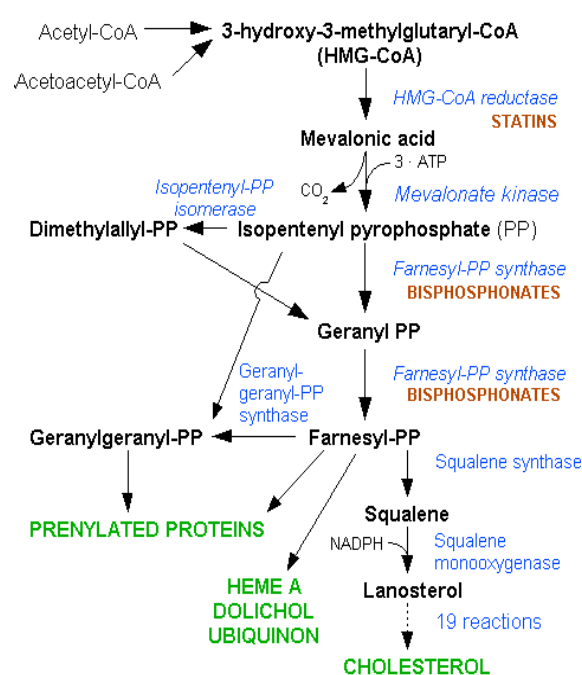 Acetyl-CoA
3-hydroxy-3-methylglutaryl-CoA
(HMG-CoA)
Acetoacetyl-CoA
HMG-CoA reductase
STATINS
Mevalonic acid
3 · ATP
CO2
Mevalonate kinase
Isopentenyl-PP
isomerase
Dimethylallyl-PP
Isopentenyl pyrophosphate (PP)
Farnesyl-PP synthase
BISPHOSPHONATES
Geranyl PP
Farnesyl-PP synthase
BISPHOSPHONATES
Geranyl-
geranyl-PP
synthase
Geranylgeranyl-PP
Farnesyl-PP
Squalene synthase
PRENYLATED PROTEINS
Squalene
NADPH
Squalene
monooxygenase
HEME A
DOLICHOL
UBIQUINON
Lanosterol
19 reactions
CHOLESTEROL